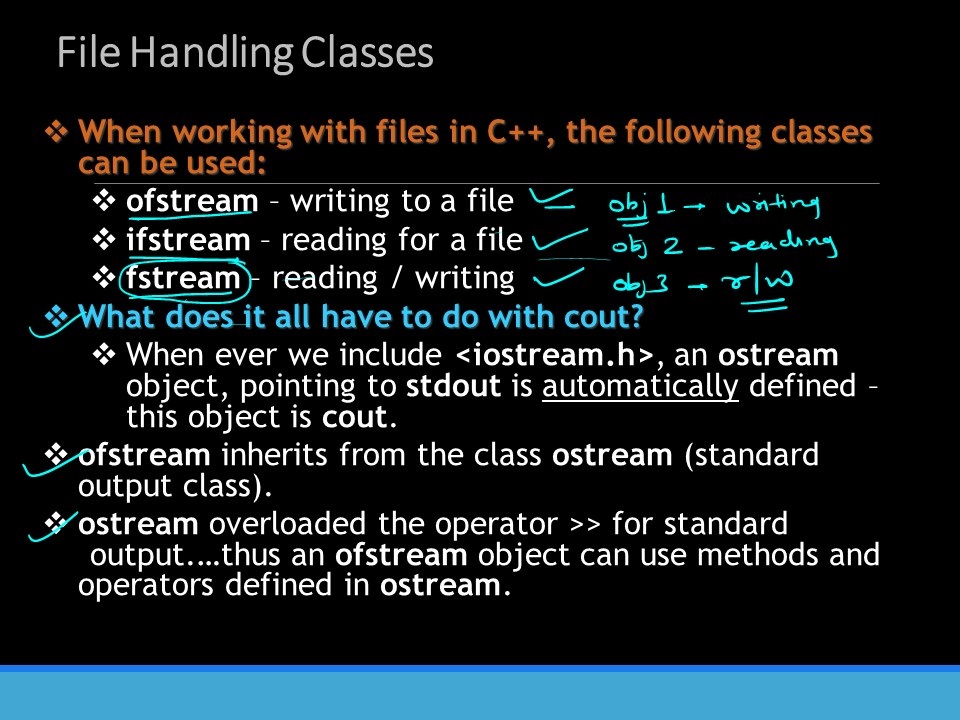 File Handling Classes
❖ When working with files in C++, the following classes
can be used:
❖ ofstream – writing to a file obj 1 → writing
❖ ifstream – reading for a file obj 2 – reading
❖ fstream – reading / writing obj 3 → r/w
❖ What does it all have to do with cout?
❖ When ever we include <iostream.h>, an ostream
object, pointing to stdout is automatically defined –
this object is cout.
❖ ofstream inherits from the class ostream (standard
output class).
❖ ostream overloaded the operator >> for standard
output.…thus an ofstream object can use methods and
operators defined in ostream.